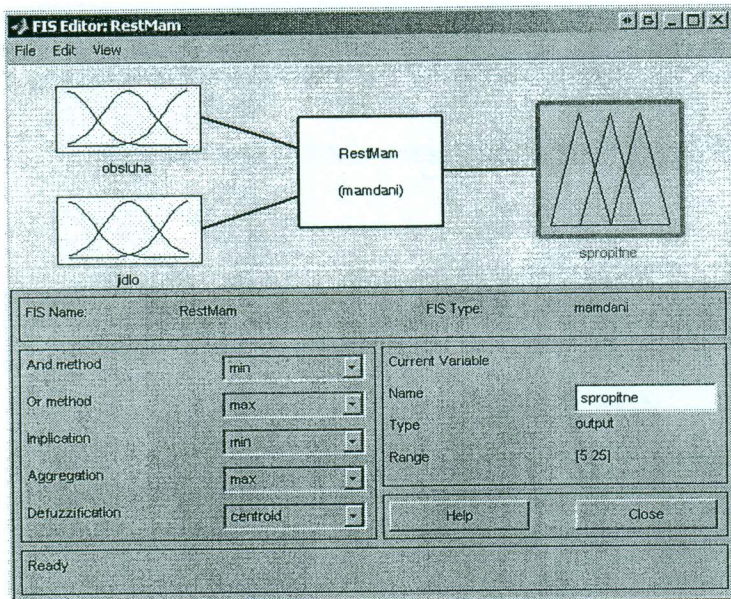 FIS Editor: RestMam
File Edit View
obsluha
jidlo
RestMam
(mamdani)
spropitne
FIS Name: RestMam FIS Type: mamdani
And method min
Or method max
Implication min
Aggregation max
Defuzzification centroid
Current Variable
Name spropitne
Type output
Range [5 25]
Help Close
Ready